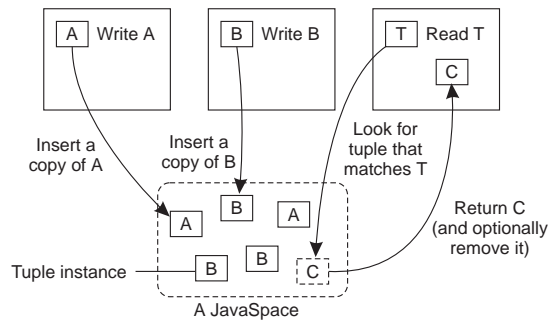 A Write A
B Write B
T Read T
C
Insert a
copy of A
Insert a
copy of B
Look for
tuple that
matches T
Return C
(and optionally
remove it)
A
B
A
B
B
C
Tuple instance
A JavaSpace